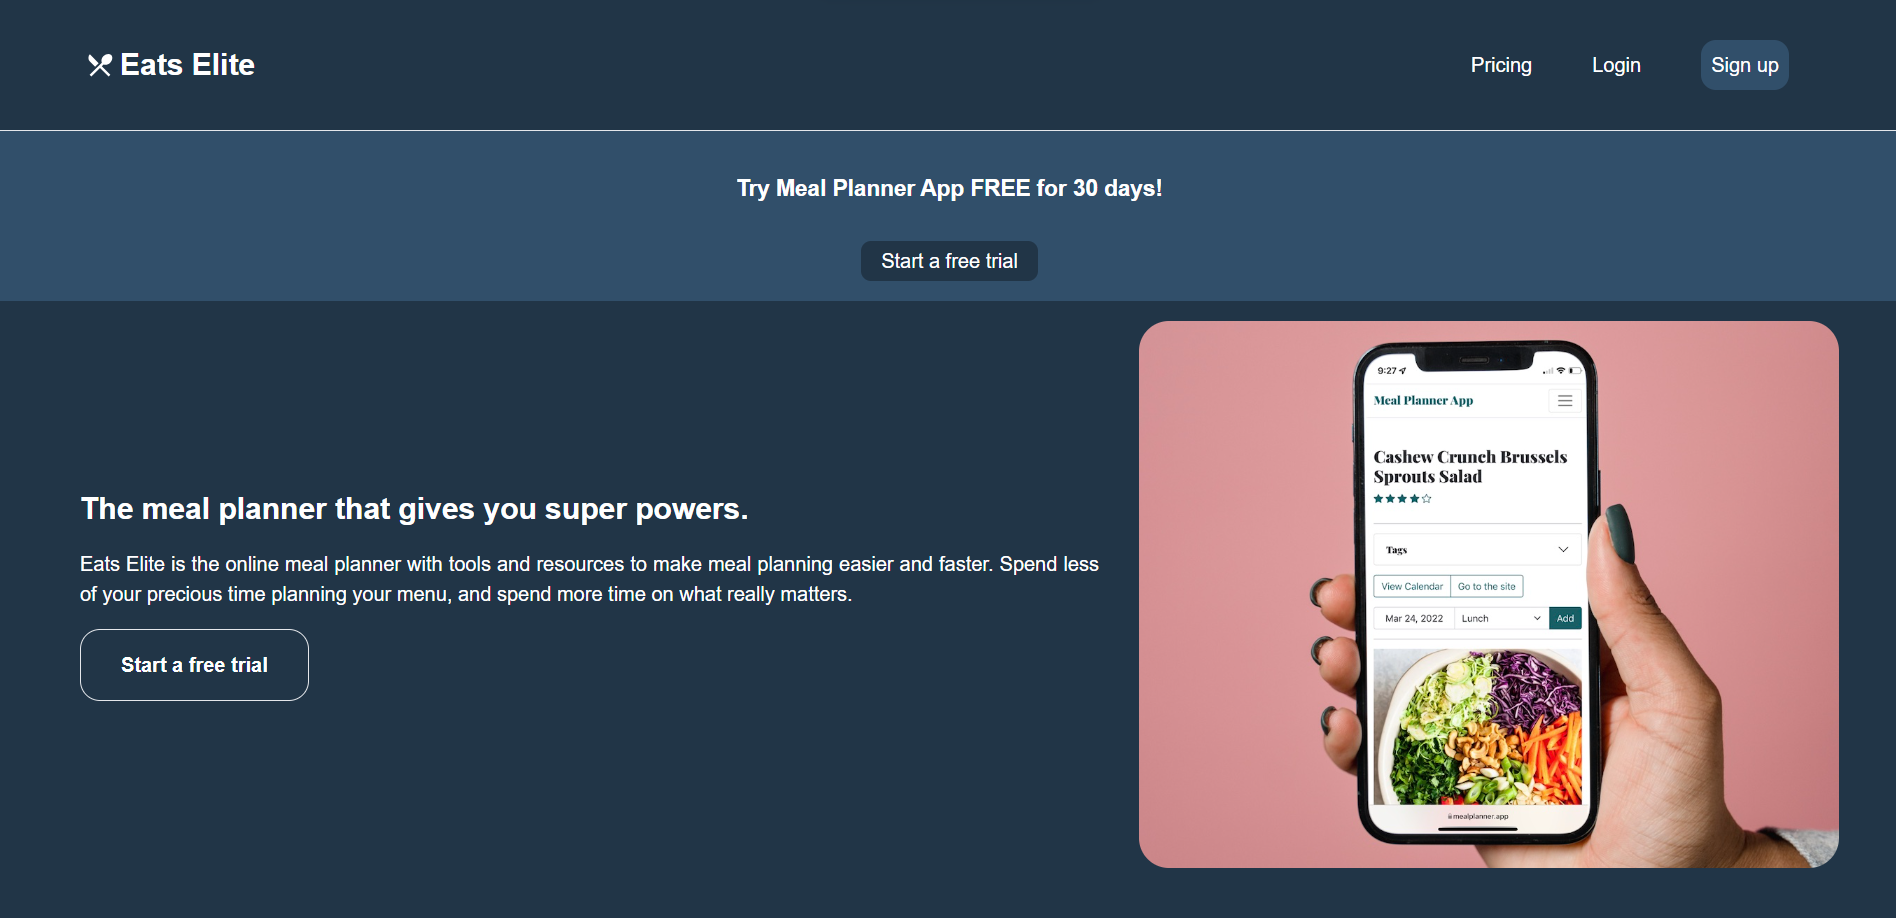 Eats Elite
Pricing
Login
Sign up
Try Meal Planner App FREE for 30 days!
Start a free trial
The meal planner that gives you super powers.
Eats Elite is the online meal planner with tools and resources to make meal planning easier and faster. Spend less
of your precious time planning your menu, and spend more time on what really matters.
Start a free trial
9:27
Meal Planner App
Cashew Crunch Brussels
Sprouts Salad
Tags
View Calendar
Go to the site
Mar 24, 2022
Lunch
Add
mealplanner.app